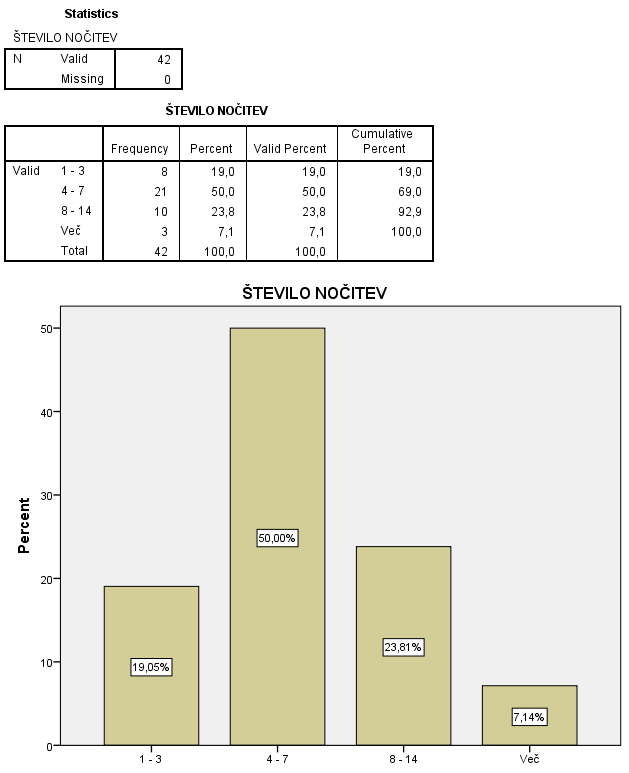 Statistics
ŠTEVILO NOČITEV
N Valid 42
Missing 0
ŠTEVILO NOČITEV
Frequency Percent Valid Percent Cumulative Percent
Valid 1 - 3 8 19,0 19,0 19,0
4 - 7 21 50,0 50,0 69,0
8 - 14 10 23,8 23,8 92,9
Več 3 7,1 7,1 100,0
Total 42 100,0 100,0
ŠTEVILO NOČITEV
Percent
50
40
30
20
10
0
19,05%
50,00%
23,81%
7,14%
1 - 3 4 - 7 8 - 14 Več